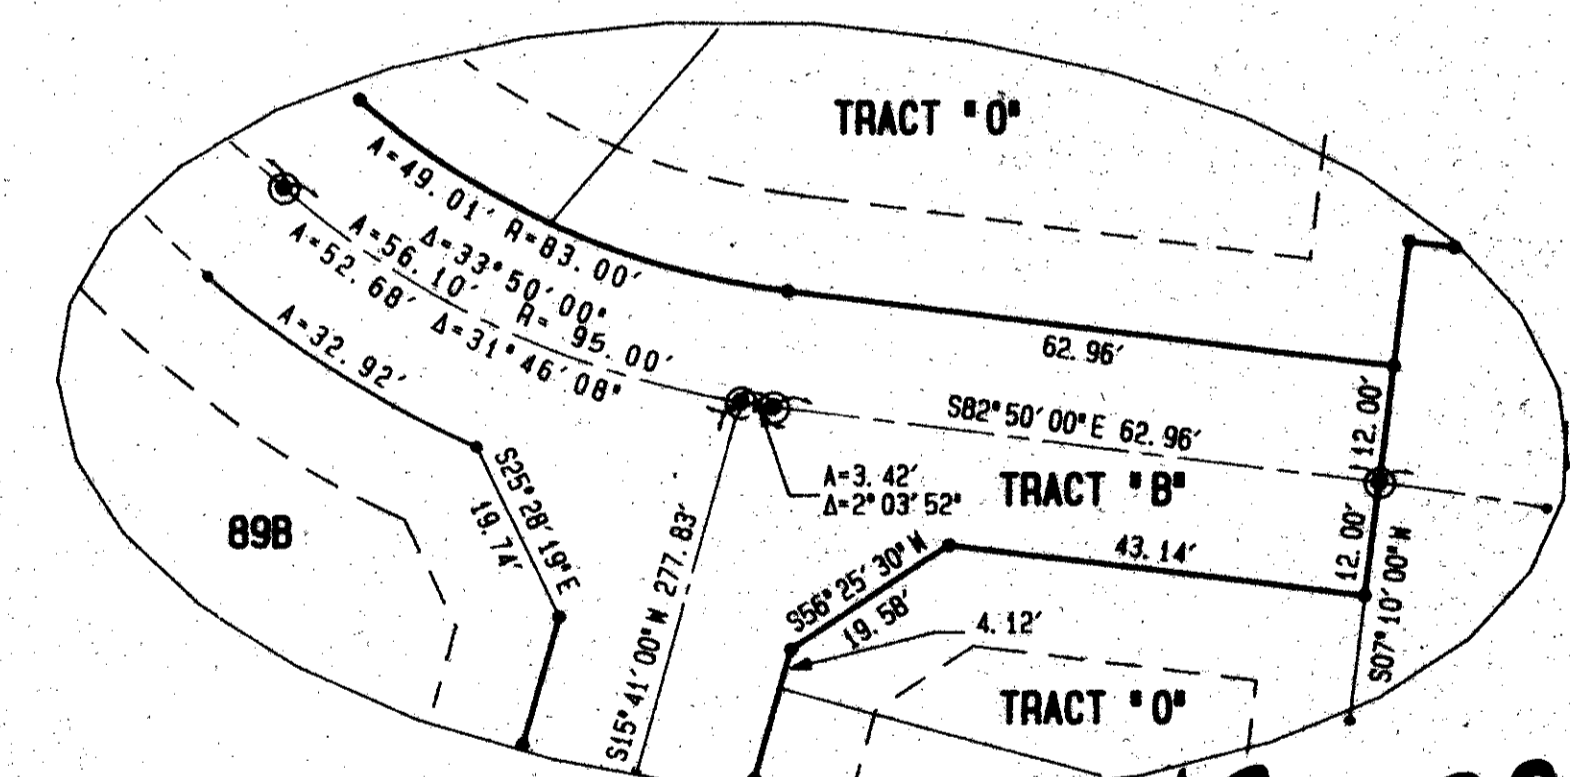 TRACT "O"
A=49.01' R=83.00'
Δ=33°50'00"
A=56.10' R= 95.00'
A=52.68' Δ=31°46'08"
A=32.92'
62.96'
12.00'
S82°50'00"E 62.96'
A=3.42'
Δ=2°03'52"
TRACT "B"
S25°28'19"E
19.74'
89B
S15°41'00"W 277.83'
S56°25'30"W
19.58'
43.14'
12.00'
S07°10'00"W
4.12'
TRACT "O"